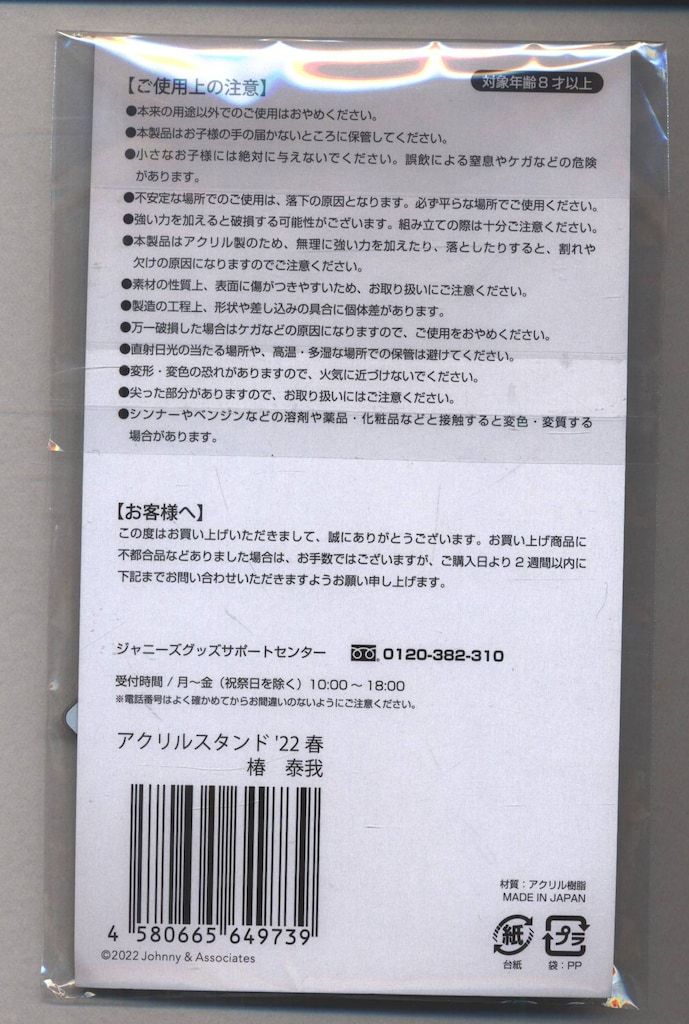 【ご使用上の注意】
対象年齢8才以上
●本来の用途以外でのご使用はおやめください。
●本製品はお子様の手の届かないところに保管してください。
●小さなお子様には絶対に与えないでください。誤飲による窒息やケガなどの危険
があります。
●不安定な場所でのご使用は、落下の原因となります。必ず平らな場所でご使用ください。
●強い力を加えると破損する可能性がございます。組み立ての際は十分ご注意ください。
●本製品はアクリル製のため、無理に強い力を加えたり、落としたりすると、割れや
欠けの原因になりますのでご注意ください。
●素材の性質上、表面に傷がつきやすいため、お取り扱いにご注意ください。
●製造の工程上、形状や差し込みの具合に個体差があります。
●万一破損した場合はケガなどの原因になりますので、ご使用をおやめください。
●直射日光の当たる場所や、高温・多湿な場所での保管は避けてください。
●変形・変色の恐れがありますので、火気に近づけないでください。
●尖った部分がありますので、お取り扱いにはご注意ください。
●シンナーやベンジンなどの溶剤や薬品・化粧品などと接触すると変色・変質する
場合があります。
【お客様へ】
この度はお買い上げいただきまして、誠にありがとうございます。お買い上げ商品に
不都合品などありました場合は、お手数ではございますが、ご購入日より2週間以内に
下記までお問い合わせいただきますようお願い申し上げます。
ジャニーズグッズサポートセンター 0120-382-310
受付時間 / 月~金（祝祭日を除く）10:00 ~ 18:00
※電話番号はよく確かめてからお間違いのないようにご注意ください。
アクリルスタンド '22 春
椿 泰我
4 580665 649739
©2022 Johnny & Associates
材質：アクリル樹脂
MADE IN JAPAN
紙 プラ
台紙 袋：PP